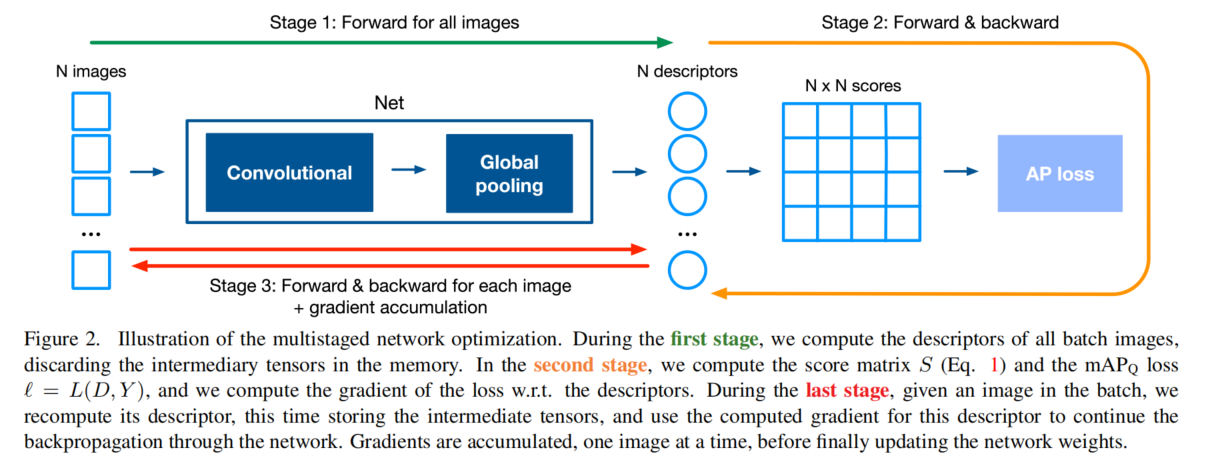 Stage 1: Forward for all images
Stage 2: Forward & backward
N images
N descriptors
N x N scores
Net
Convolutional
Global
pooling
AP loss
...
...
Stage 3: Forward & backward for each image
+ gradient accumulation
Figure 2. Illustration of the multistaged network optimization. During the first stage, we compute the descriptors of all batch images,
discarding the intermediary tensors in the memory. In the second stage, we compute the score matrix S (Eq. 1) and the mAP_Q loss
ℓ = L(D, Y), and we compute the gradient of the loss w.r.t. the descriptors. During the last stage, given an image in the batch, we
recompute its descriptor, this time storing the intermediate tensors, and use the computed gradient for this descriptor to continue the
backpropagation through the network. Gradients are accumulated, one image at a time, before finally updating the network weights.